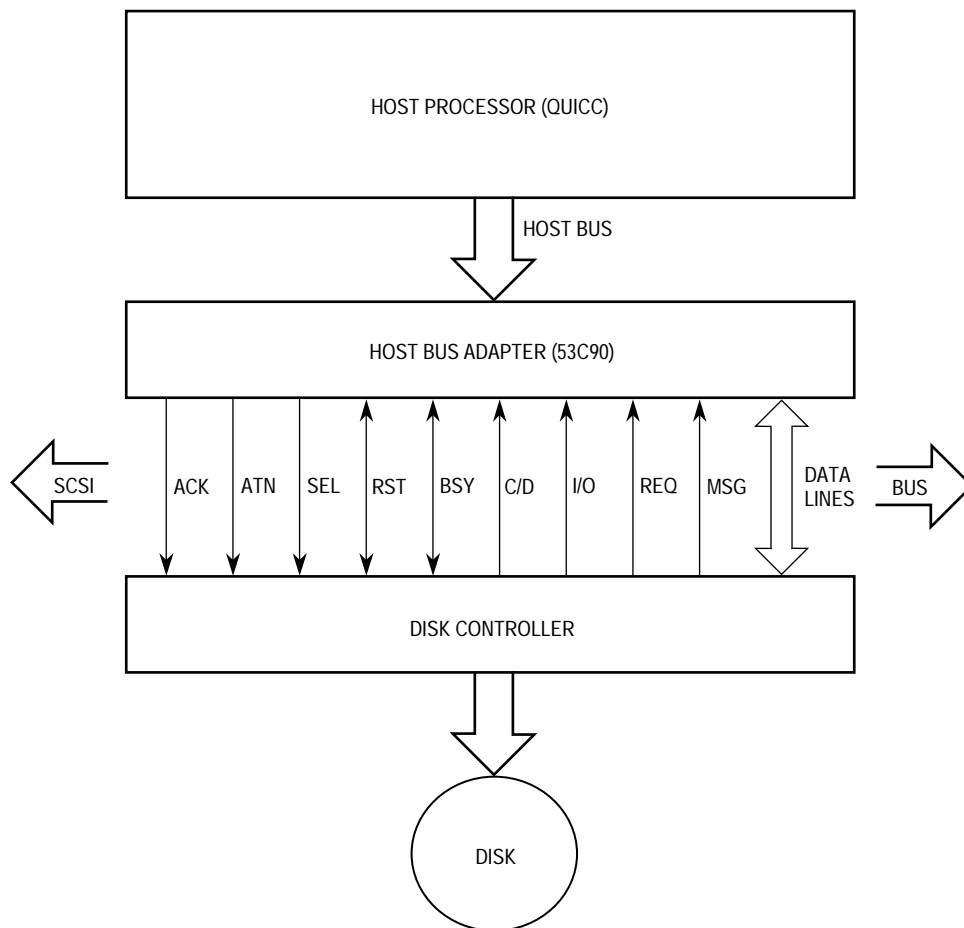 HOST PROCESSOR (QUICC)
HOST BUS
HOST BUS ADAPTER (53C90)
SCSI
ACK
ATN
SEL
RST
BSY
C/D
I/O
REQ
MSG
DATA
LINES
BUS
DISK CONTROLLER
DISK